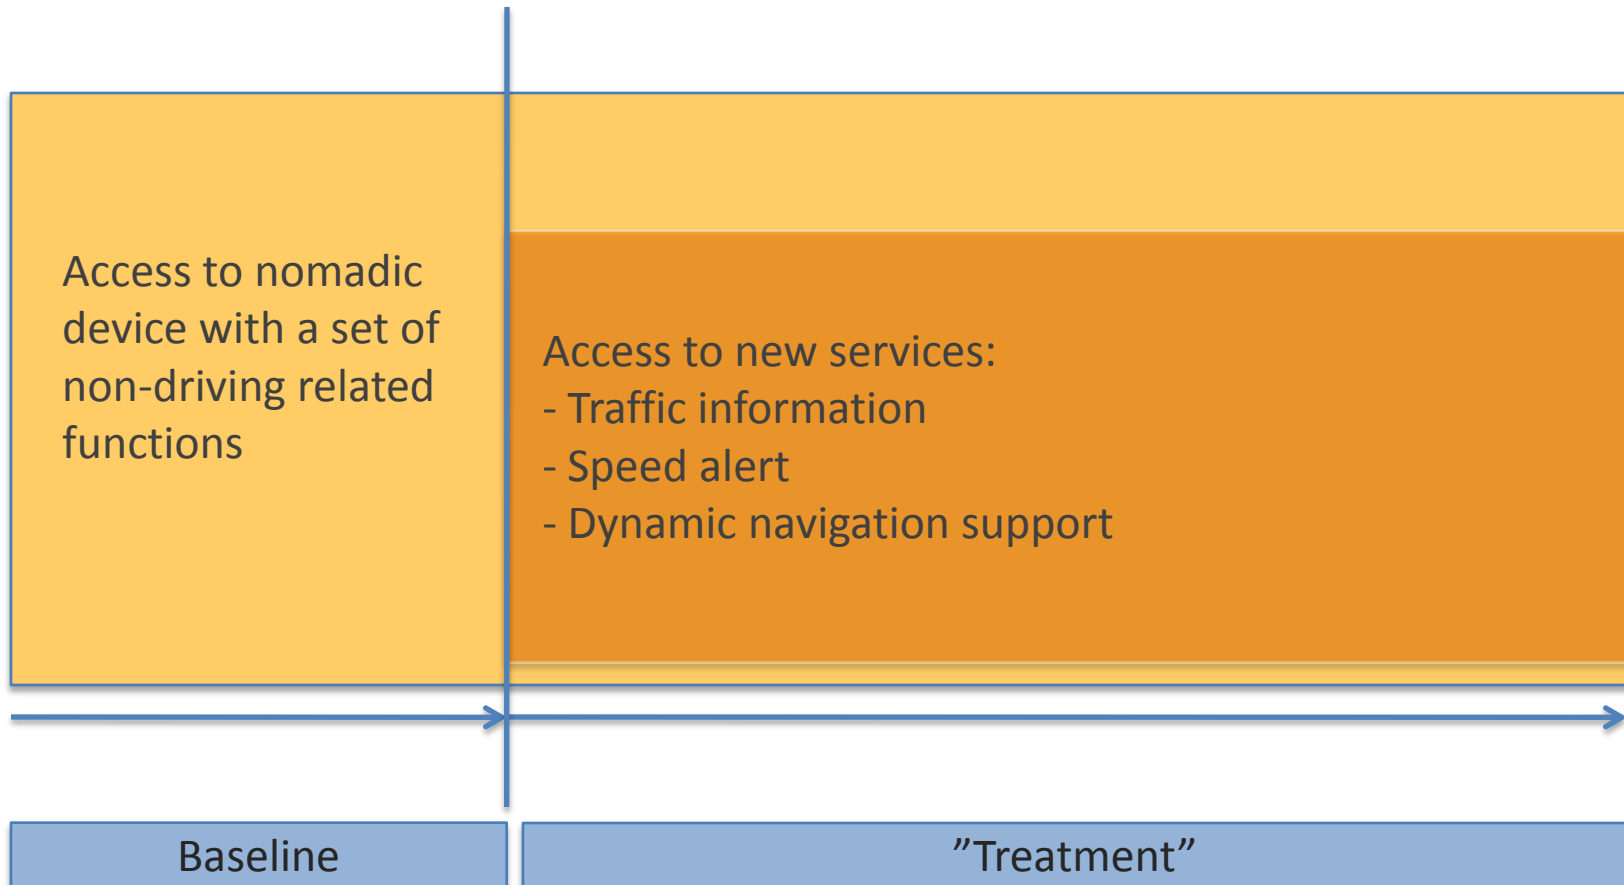 Access to nomadic
device with a set of
non-driving related
functions
Access to new services:
- Traffic information
- Speed alert
- Dynamic navigation support
Baseline
”Treatment”